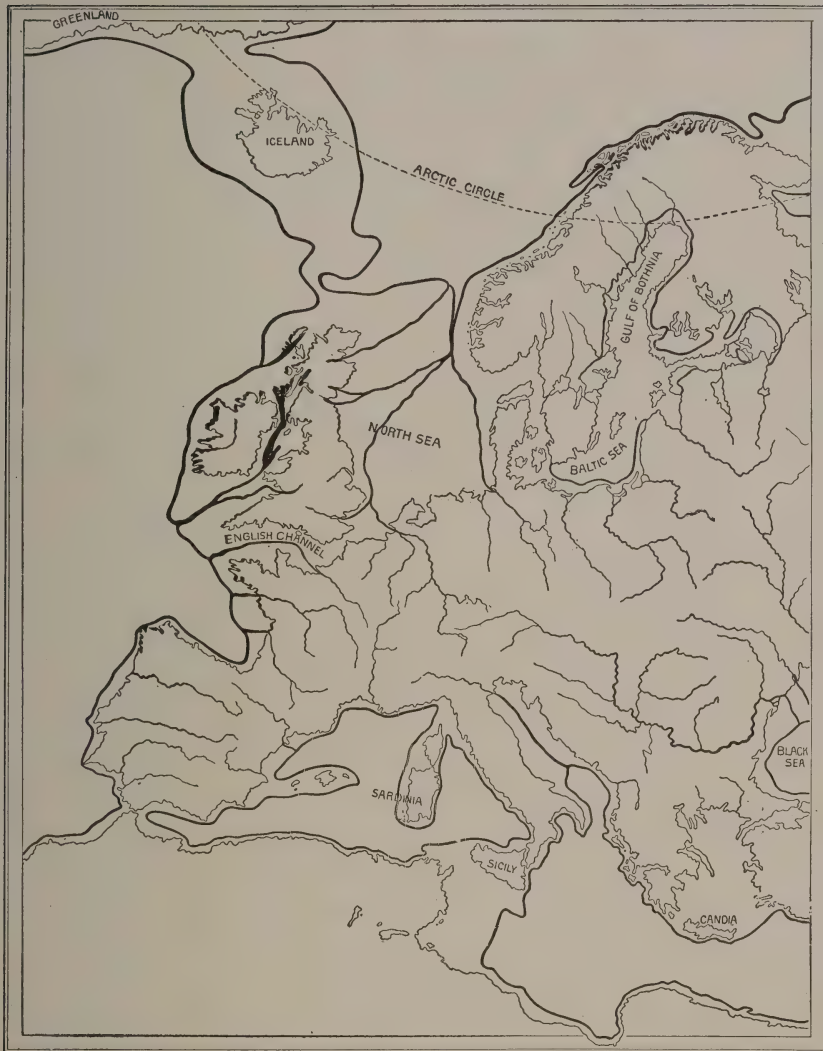 GREENLAND
ICELAND
ARCTIC CIRCLE
GULF OF BOTHNIA
NORTH SEA
BALTIC SEA
ENGLISH CHANNEL
BLACK
SEA
SARDINIA
SICILY
CANDIA